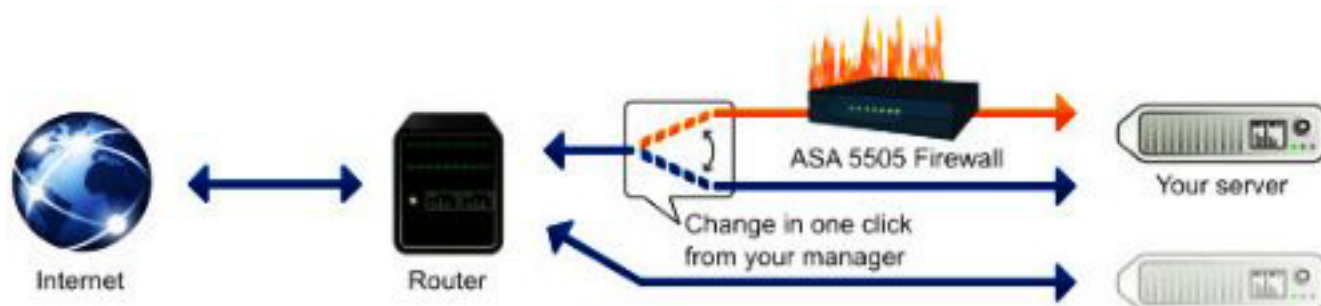 ASA 5505 Firewall
Your server
Change in one click
from your manager
Internet
Router